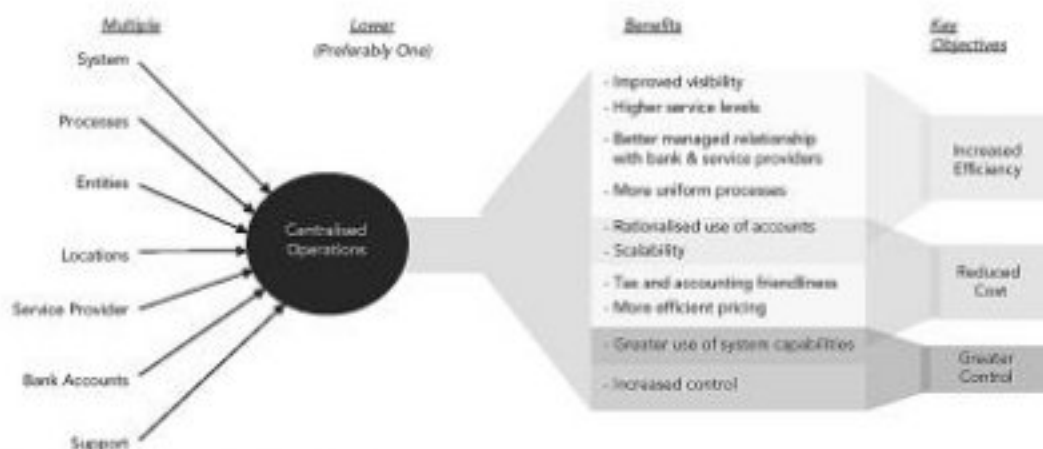 Multiple
Lower
(Preferably One)
Benefits
Key
Objectives
System
Processes
Entities
Locations
Service Provider
Bank Accounts
Support
Centralised
Operations
- Improved visibility
- Higher service levels
- Better managed relationship
with bank & service providers
- More uniform processes
- Rationalised use of accounts
- Scalability
- Tax and accounting friendliness
- More efficient pricing
- Greater use of system capabilities
- Increased control
Increased
Efficiency
Reduced
Cost
Greater
Control